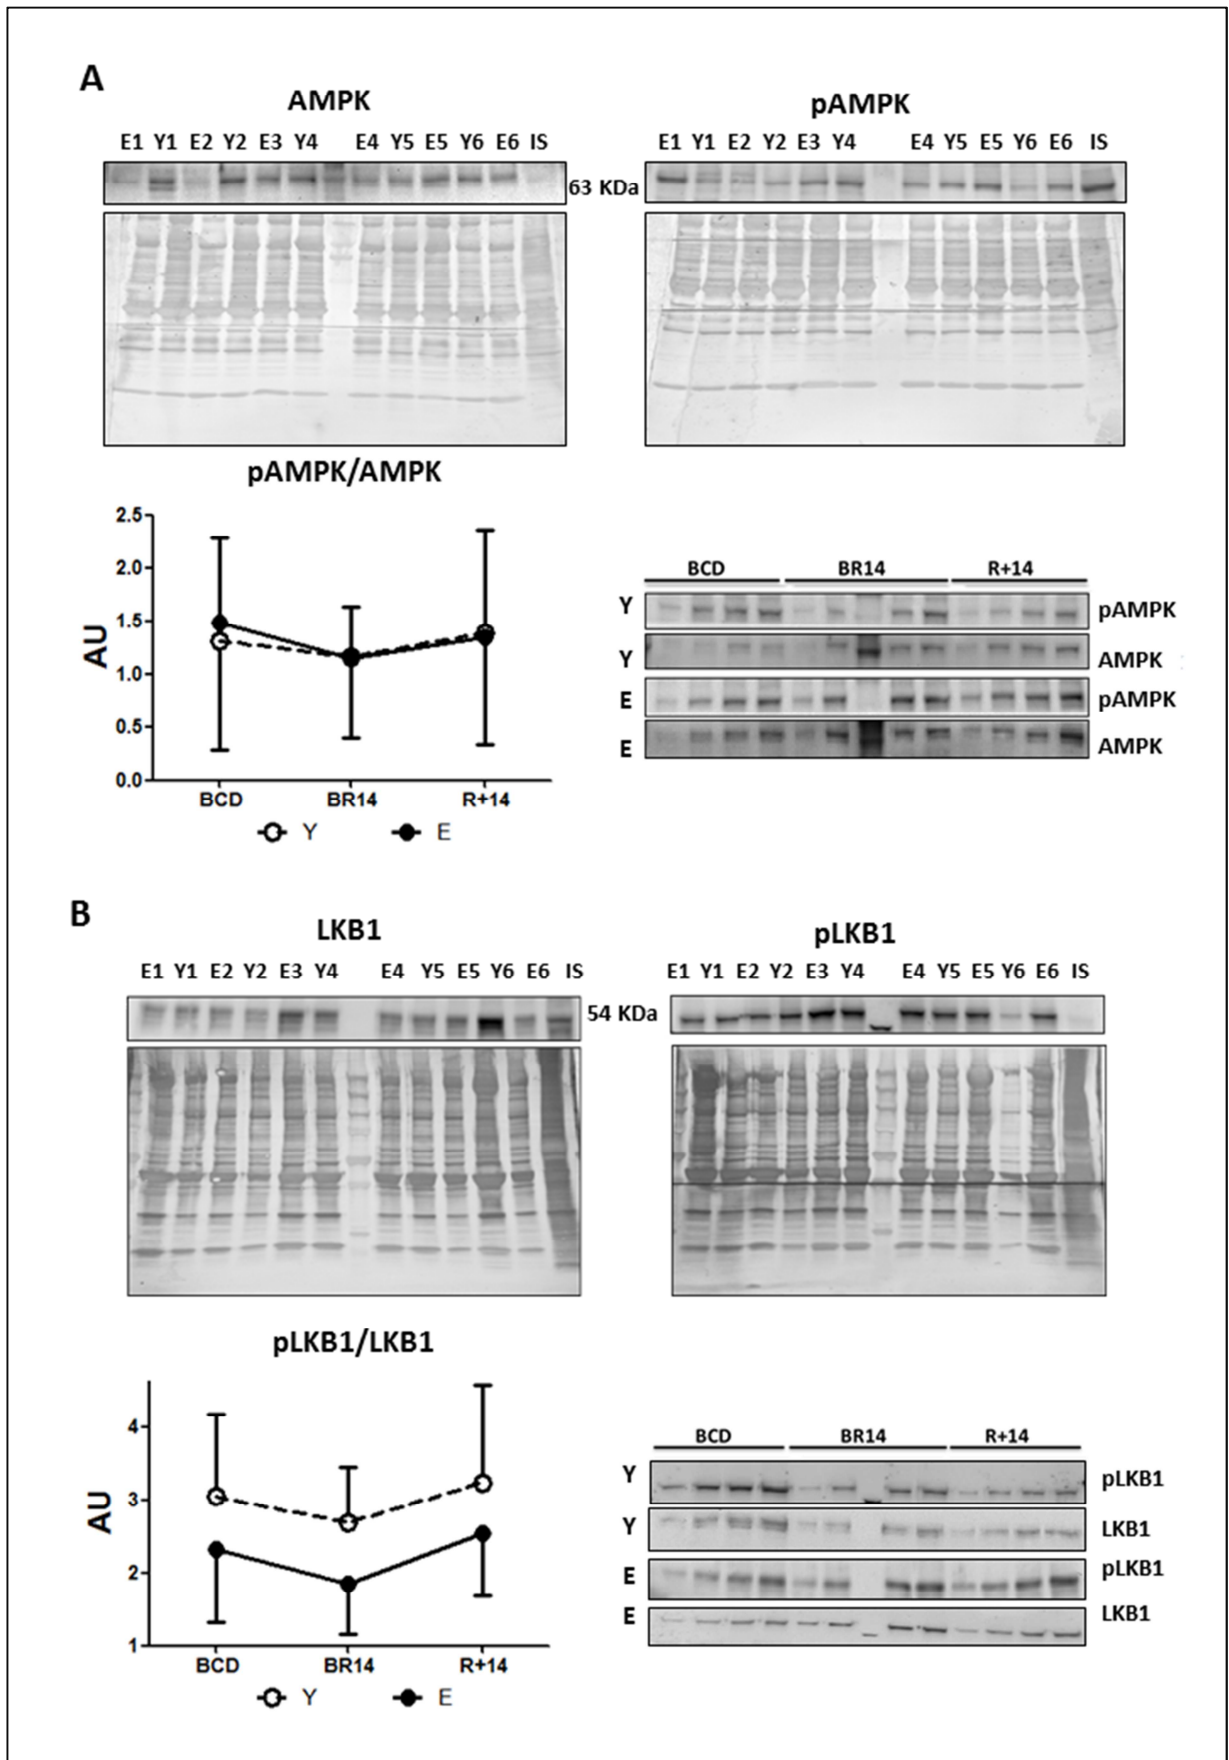 A
AMPK
pAMPK
E1 Y1 E2 Y2 E3 Y4 E4 Y5 E5 Y6 E6 IS
E1 Y1 E2 Y2 E3 Y4 E4 Y5 E5 Y6 E6 IS
63 KDa
pAMPK/AMPK
2.5
2.0
1.5
1.0
0.5
0.0
AU
BCD BR14 R+14
Y E
BCD BR14 R+14
Y pAMPK
Y AMPK
E pAMPK
E AMPK
B
LKB1
pLKB1
E1 Y1 E2 Y2 E3 Y4 E4 Y5 E5 Y6 E6 IS
E1 Y1 E2 Y2 E3 Y4 E4 Y5 E5 Y6 E6 IS
54 KDa
pLKB1/LKB1
4
3
2
1
AU
BCD BR14 R+14
Y E
BCD BR14 R+14
Y pLKB1
Y LKB1
E pLKB1
E LKB1